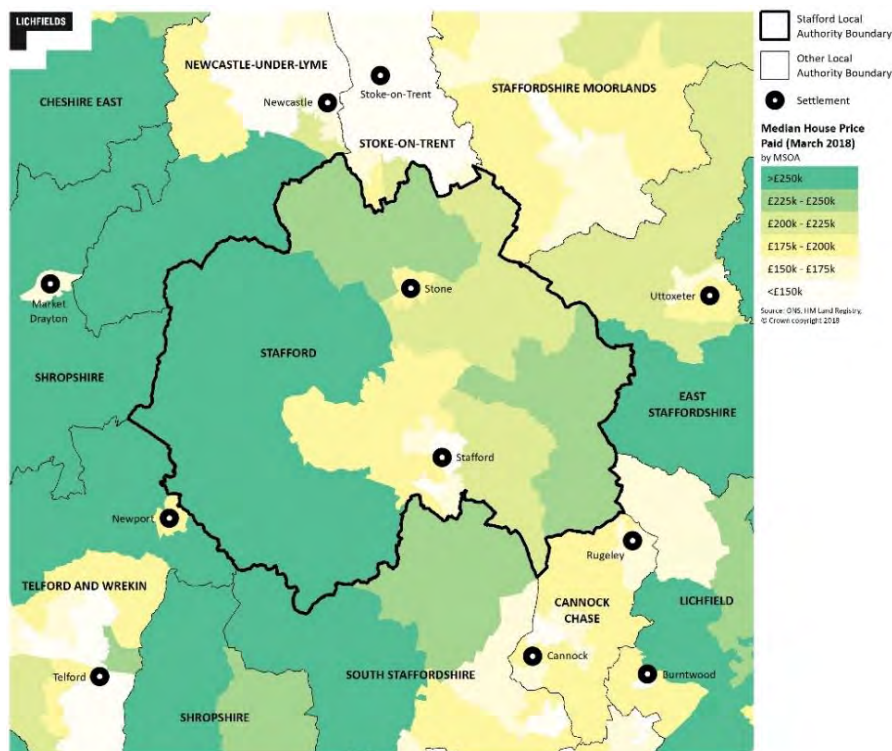 LICHFIELDS
NEWCASTLE-UNDER-LYME
Stoke-on-Trent
STAFFORDSHIRE MOORLANDS
CHESHIRE EAST
Newcastle
STOKE-ON-TRENT
Market
Drayton
Stone
Uttoxeter
STAFFORD
SHROPSHIRE
EAST
STAFFORDSHIRE
Stafford
Newport
Rugeley
TELFORD AND WREKIN
CANNOCK
CHASE
LICHFIELD
Telford
SOUTH STAFFORDSHIRE
Cannock
Burntwood
SHROPSHIRE
Stafford Local
Authority Boundary
Other Local
Authority Boundary
Settlement
Median House Price
Paid (March 2018)
by MSOA
>£250k
£225k - £250k
£200k - £225k
£175k - £200k
£150k - £175k
<£150k
Source: ONS, HM Land Registry,
© Crown copyright 2018